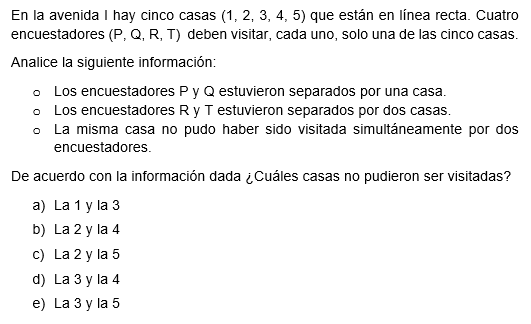 En la avenida I hay cinco casas (1, 2, 3, 4, 5) que están en línea recta. Cuatro
encuestadores (P, Q, R, T) deben visitar, cada uno, solo una de las cinco casas.
Analice la siguiente información:
o Los encuestadores P y Q estuvieron separados por una casa.
o Los encuestadores R y T estuvieron separados por dos casas.
o La misma casa no pudo haber sido visitada simultáneamente por dos
encuestadores.
De acuerdo con la información dada ¿Cuáles casas no pudieron ser visitadas?
a) La 1 y la 3
b) La 2 y la 4
c) La 2 y la 5
d) La 3 y la 4
e) La 3 y la 5